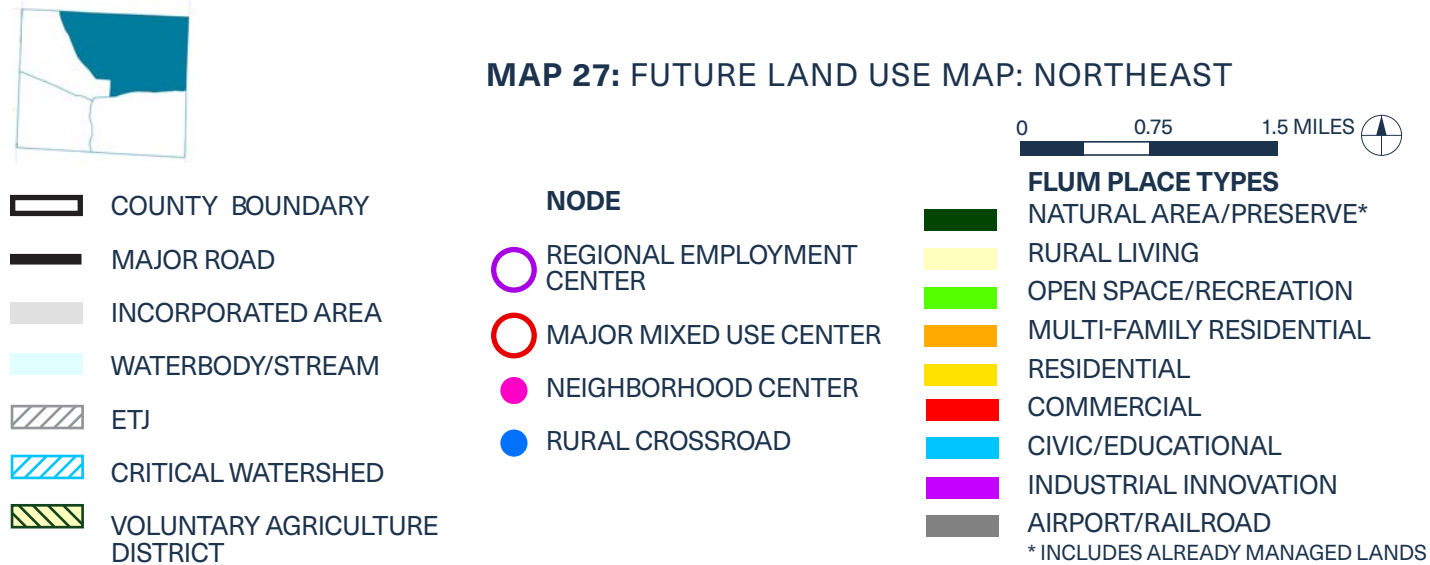 MAP 27: FUTURE LAND USE MAP: NORTHEAST
0 0.75 1.5 MILES
COUNTY BOUNDARY
MAJOR ROAD
INCORPORATED AREA
WATERBODY/STREAM
ETJ
CRITICAL WATERSHED
VOLUNTARY AGRICULTURE
DISTRICT
NODE
REGIONAL EMPLOYMENT
CENTER
MAJOR MIXED USE CENTER
NEIGHBORHOOD CENTER
RURAL CROSSROAD
FLUM PLACE TYPES
NATURAL AREA/PRESERVE*
RURAL LIVING
OPEN SPACE/RECREATION
MULTI-FAMILY RESIDENTIAL
RESIDENTIAL
COMMERCIAL
CIVIC/EDUCATIONAL
INDUSTRIAL INNOVATION
AIRPORT/RAILROAD
* INCLUDES ALREADY MANAGED LANDS